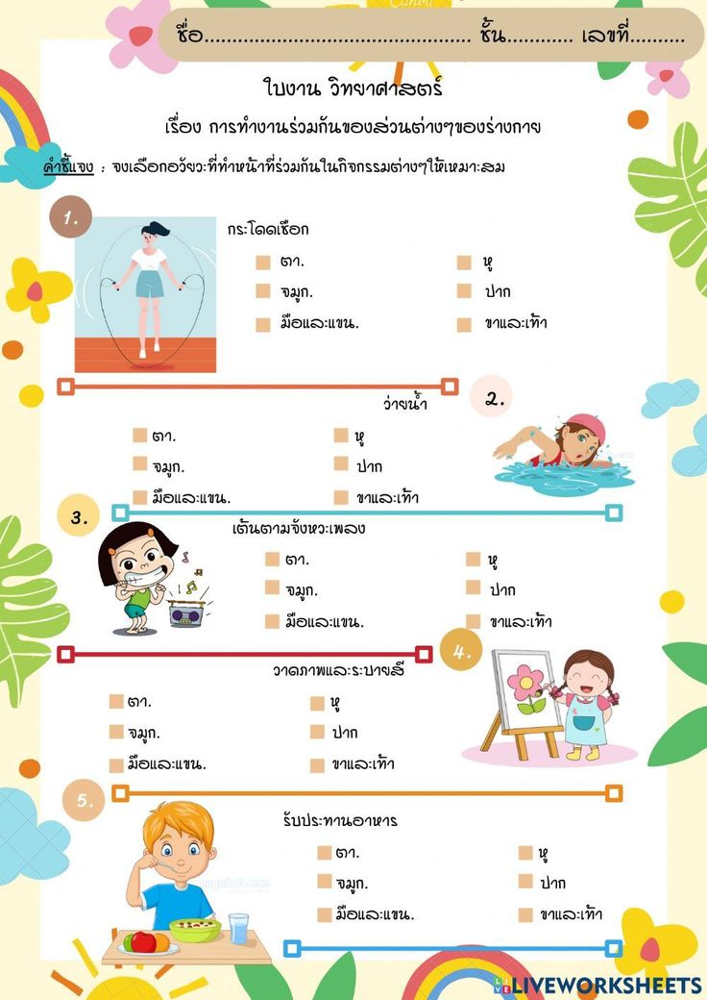 ชื่อ................................................ ชั้น............ เลขที่..........
ใบงาน วิทยาศาสตร์
เรื่อง การทำงานร่วมกันของส่วนต่างๆของร่างกาย
คำชี้แจง : จงเลือกอวัยวะที่ทำหน้าที่ร่วมกันในกิจกรรมต่างๆให้เหมาะสม
1.
กระโดดเชือก
ตา. หู
จมูก. ปาก
มือและแขน. ขาและเท้า
2.
ว่ายน้ำ
ตา. หู
จมูก. ปาก
มือและแขน. ขาและเท้า
3.
เต้นตามจังหวะเพลง
ตา. หู
จมูก. ปาก
มือและแขน. ขาและเท้า
4.
วาดภาพและระบายสี
ตา. หู
จมูก. ปาก
มือและแขน. ขาและเท้า
5.
รับประทานอาหาร
ตา. หู
จมูก. ปาก
มือและแขน. ขาและเท้า
LIVEWORKSHEETS